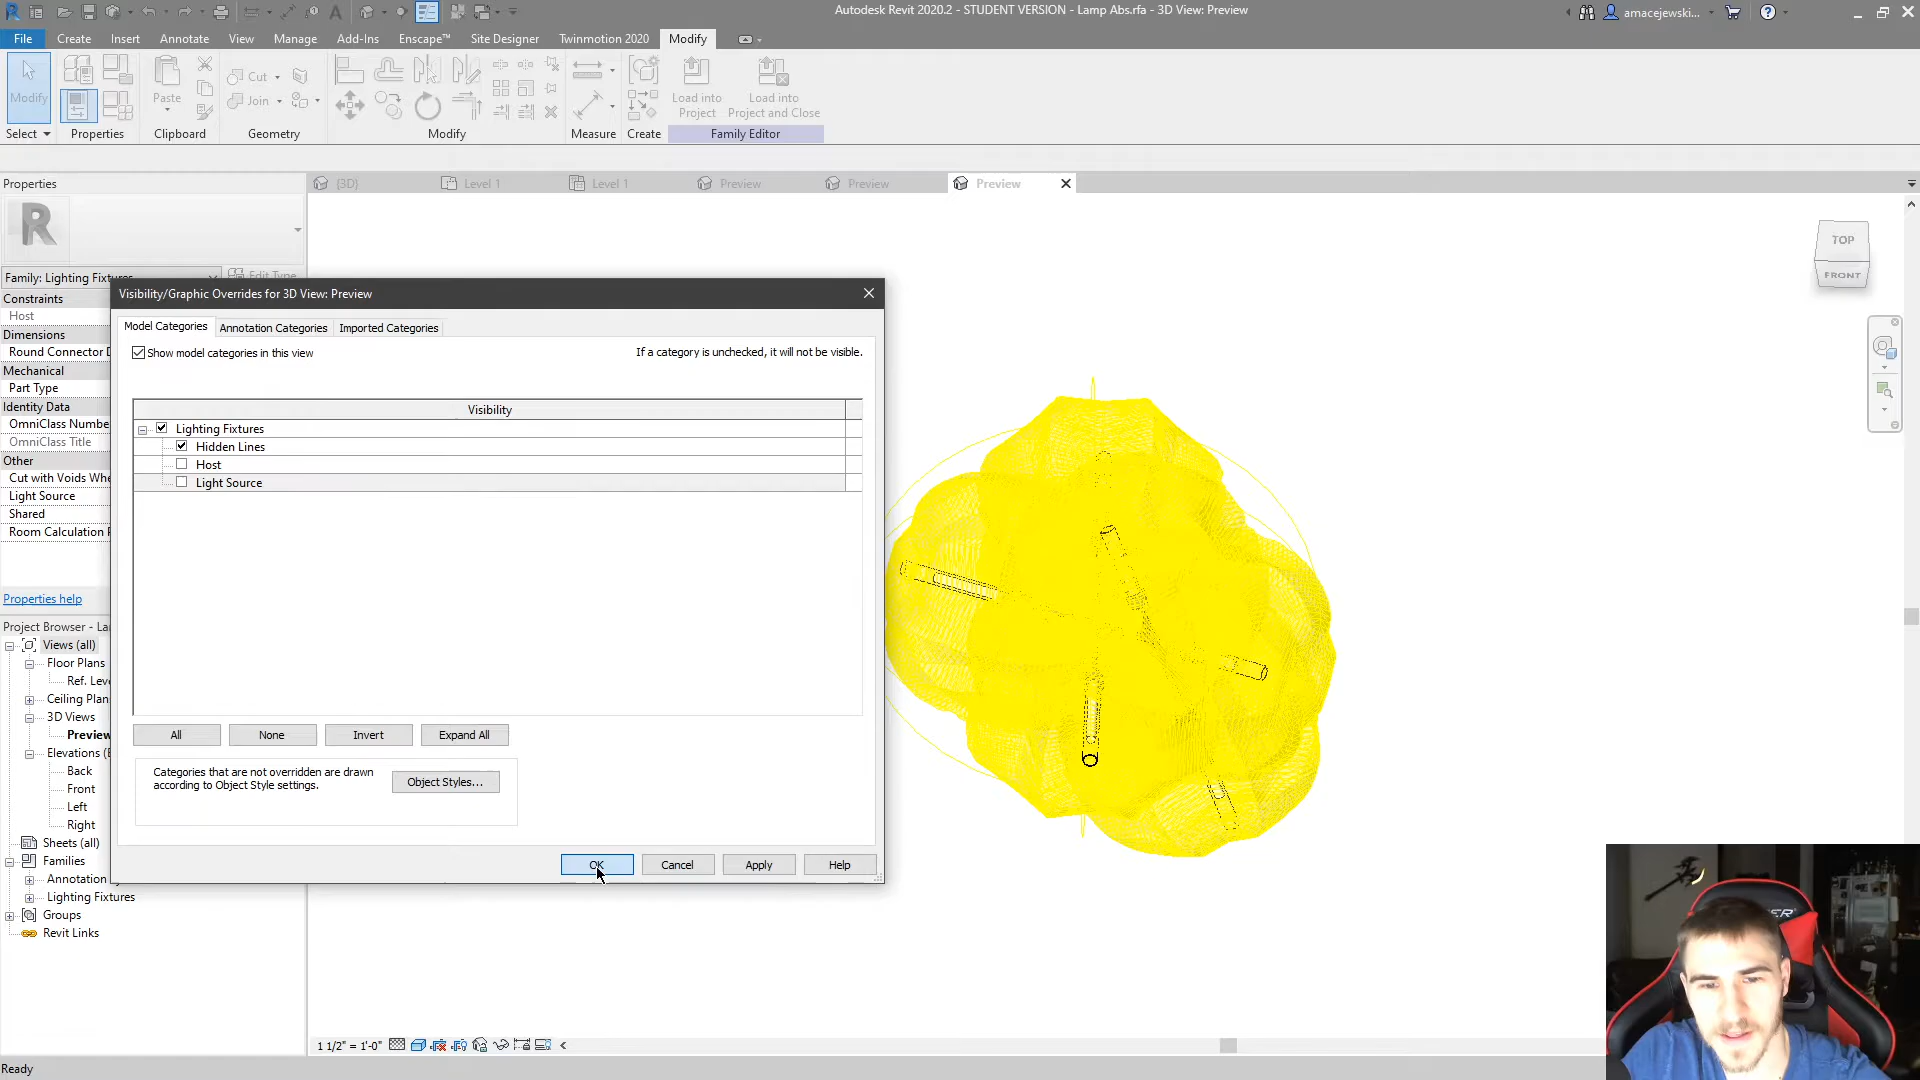 Autodesk Revit 2020.2 - STUDENT VERSION - Lamp Abs.rfa - 3D View: Preview
amacejewski...
File Create Insert Annotate View Manage Add-Ins Enscape™ Site Designer Twinmotion 2020 Modify
Modify Paste Cut Join Load into Project Load into Project and Close
Select Properties Clipboard Geometry Modify Measure Create Family Editor
Properties {3D} Level 1 Level 1 Preview Preview Preview
TOP
FRONT
Family: Lighting Fixtures Edit Type
Constraints
Host
Dimensions
Round Connector D
Mechanical
Part Type
Identity Data
OmniClass Numbe
OmniClass Title
Other
Cut with Voids Whe
Light Source
Shared
Room Calculation P
Properties help
Project Browser - La
Views (all)
Floor Plans
Ref. Leve
Ceiling Plan
3D Views
Preview
Elevations (E
Back
Front
Left
Right
Sheets (all)
Families
Annotation
Lighting Fixtures
Groups
Revit Links
Visibility/Graphic Overrides for 3D View: Preview
Model Categories Annotation Categories Imported Categories
Show model categories in this view
If a category is unchecked, it will not be visible.
Visibility
Lighting Fixtures
Hidden Lines
Host
Light Source
All None Invert Expand All
Categories that are not overridden are drawn
according to Object Style settings.
Object Styles...
OK Cancel Apply Help
1 1/2" = 1'-0"
Ready